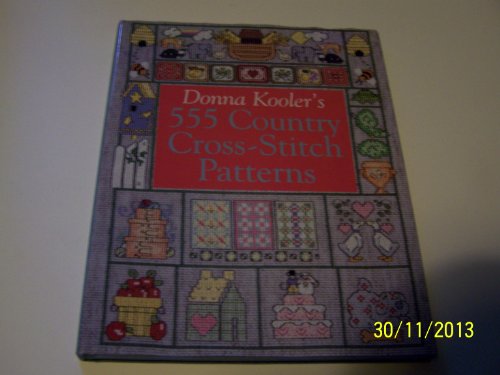 Donna Kooler's
555 Country
Cross-Stitch
Patterns
30/11/2013